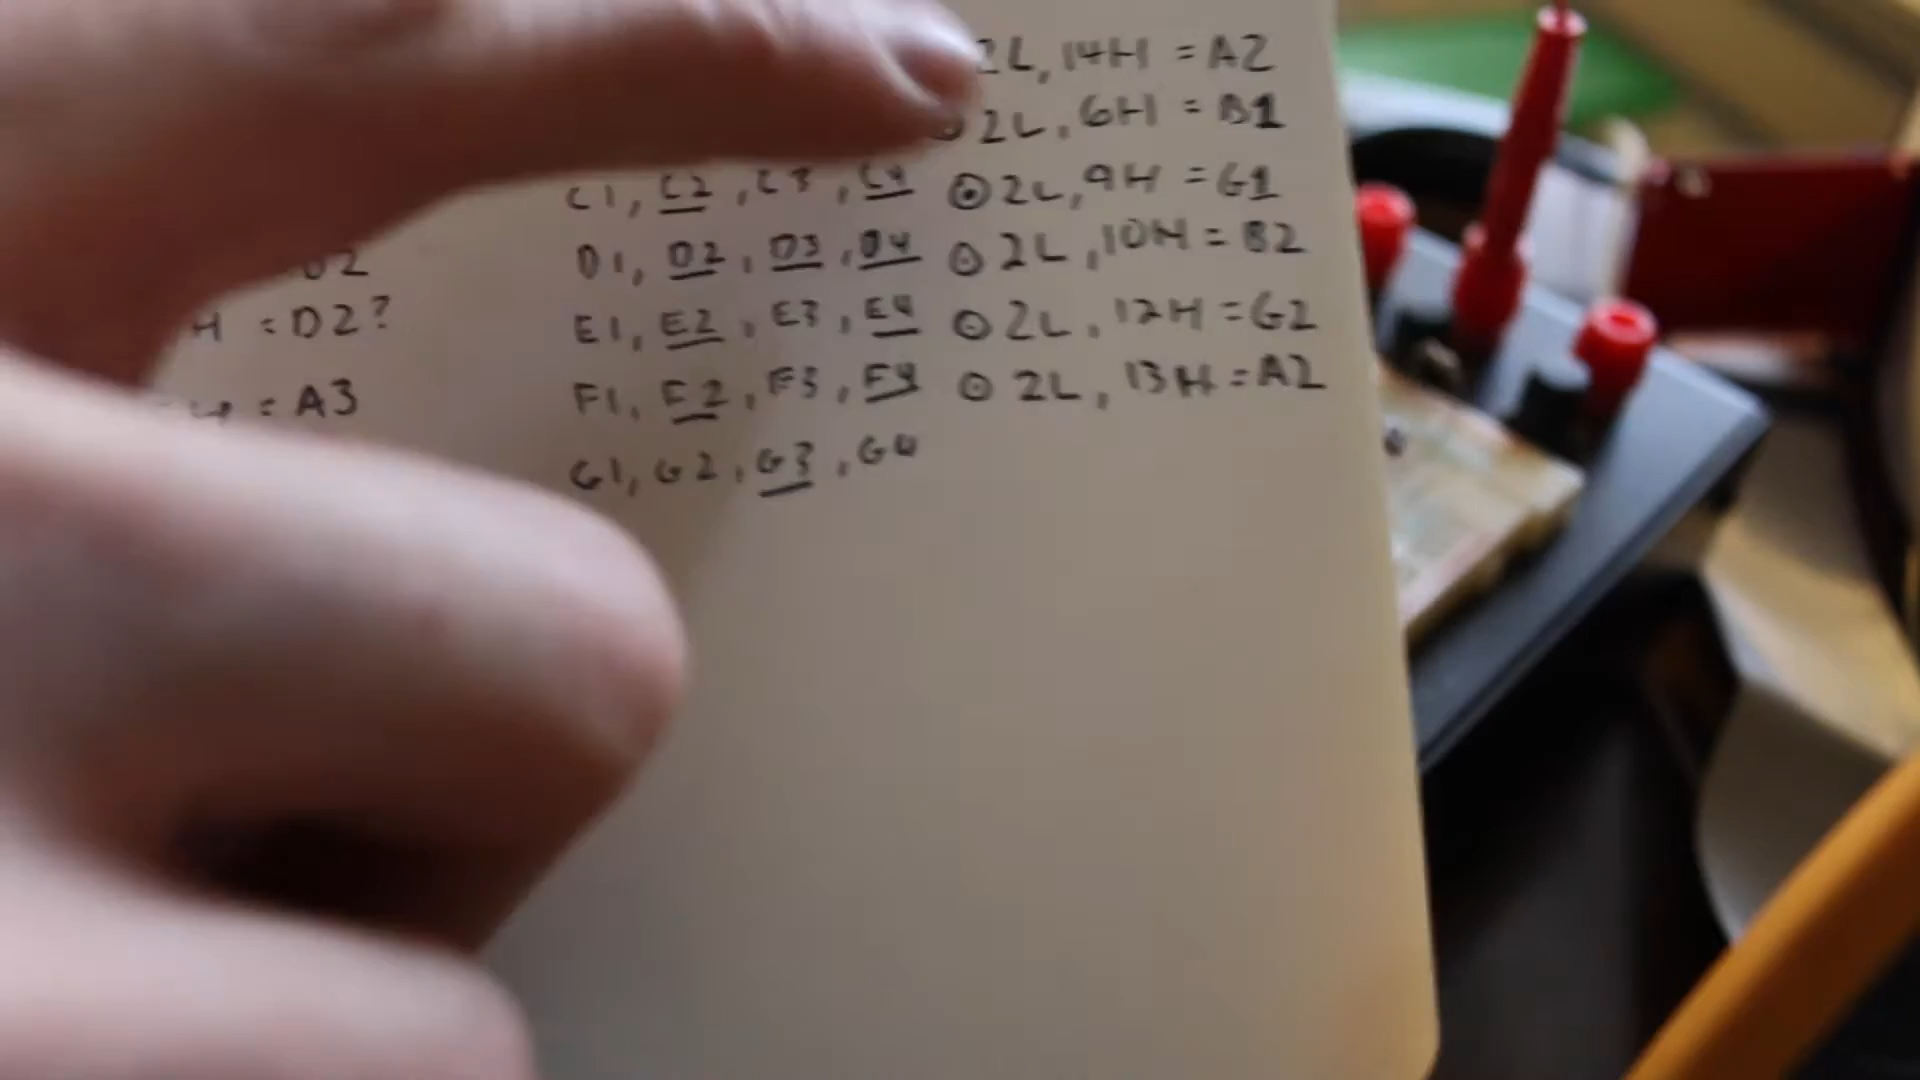 2L, 14H = A2
2L, 6H = B1
C1, C2, C3, C4 ⊙ 2L, 9H = G1
D2
D1, D2, D3, D4 ⊙ 2L, 10H = B2
H = D2?
E1, E2, E3, E4 ⊙ 2L, 12H = G2
= A3
F1, F2, F3, F4 ⊙ 2L, 13H = A2
G1, G2, G3, G4